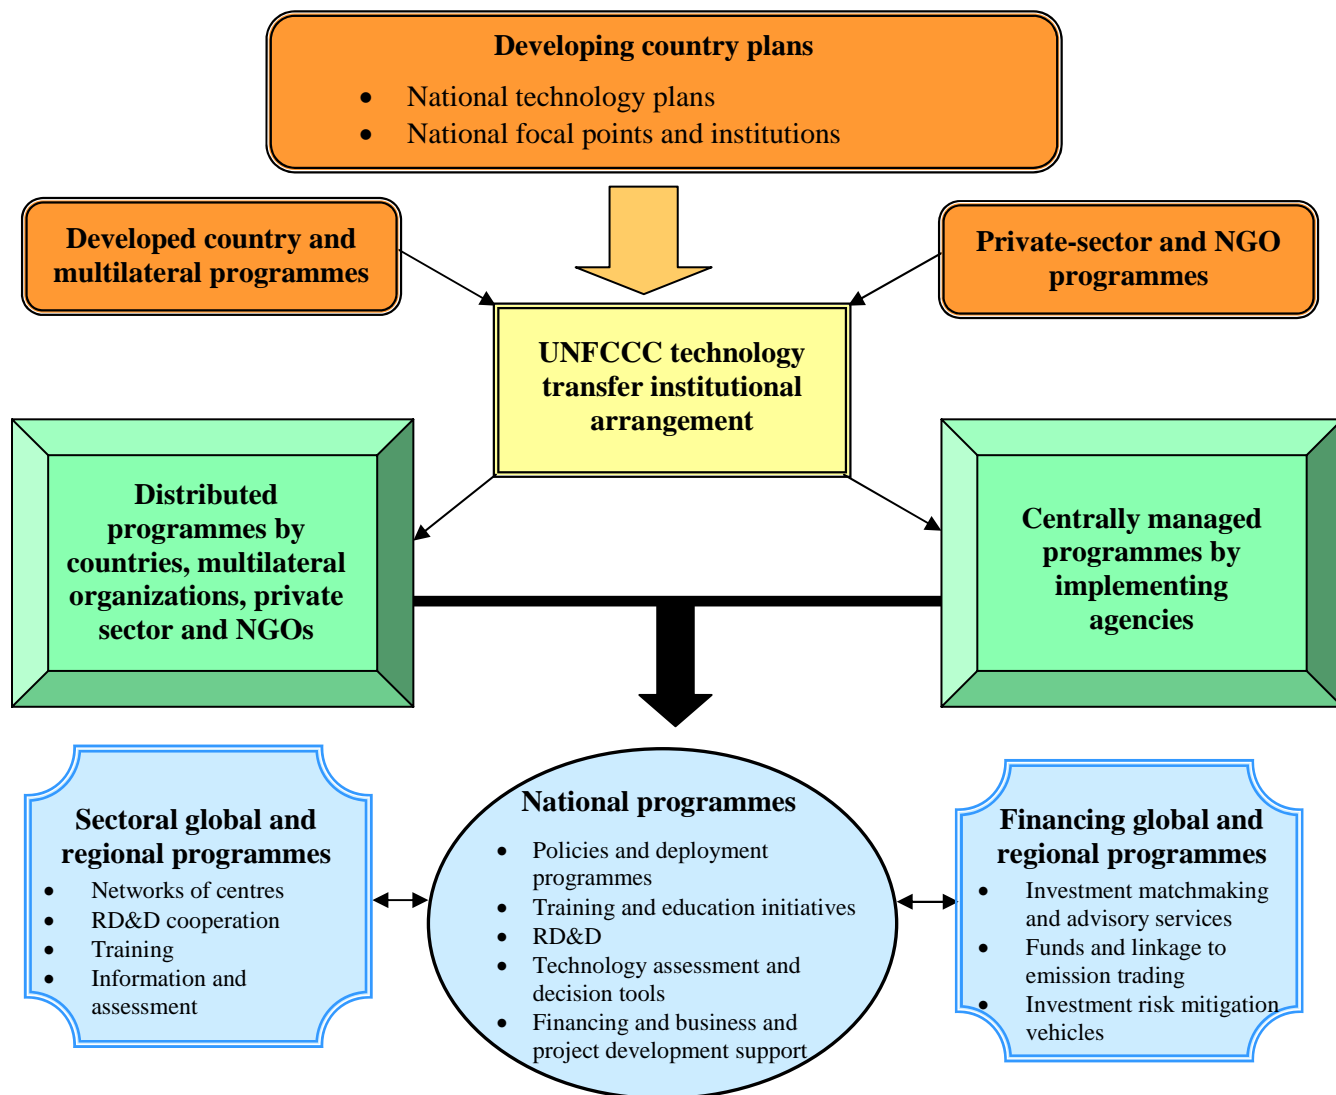 Developing country plans
• National technology plans
• National focal points and institutions
Developed country and
multilateral programmes
Private-sector and NGO
programmes
UNFCCC technology
transfer institutional
arrangement
Distributed
programmes by
countries, multilateral
organizations, private
sector and NGOs
Centrally managed
programmes by
implementing
agencies
Sectoral global and
regional programmes
• Networks of centres
• RD&D cooperation
• Training
• Information and
assessment
National programmes
• Policies and deployment
programmes
• Training and education initiatives
• RD&D
• Technology assessment and
decision tools
• Financing and business and
project development support
Financing global and
regional programmes
• Investment matchmaking
and advisory services
• Funds and linkage to
emission trading
• Investment risk mitigation
vehicles